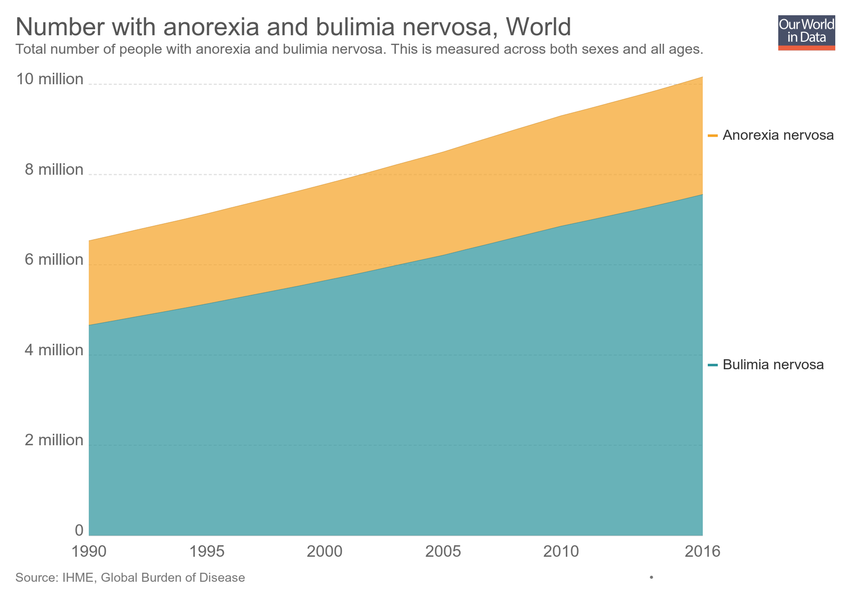 Number with anorexia and bulimia nervosa, World
Total number of people with anorexia and bulimia nervosa. This is measured across both sexes and all ages.
Our World
in Data
10 million
8 million
6 million
4 million
2 million
0
Anorexia nervosa
Bulimia nervosa
1990 1995 2000 2005 2010 2016
Source: IHME, Global Burden of Disease